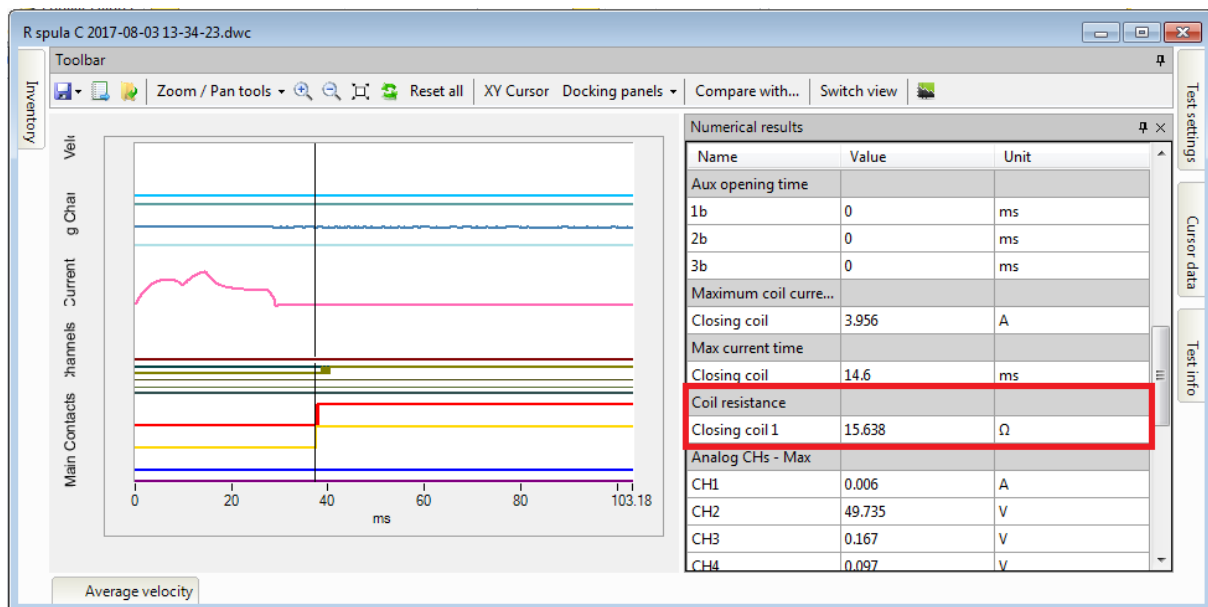 R spula C 2017-08-03 13-34-23.dwc
Toolbar
Zoom / Pan tools Reset all XY Cursor Docking panels Compare with... Switch view
Inventory
Velo
g Chai
Current
channels
Main Contacts
0 20 40 60 80 103.18
ms
Numerical results
Name Value Unit
Aux opening time
1b 0 ms
2b 0 ms
3b 0 ms
Maximum coil curre...
Closing coil 3.956 A
Max current time
Closing coil 14.6 ms
Coil resistance
Closing coil 1 15.638 Ω
Analog CHs - Max
CH1 0.006 A
CH2 49.735 V
CH3 0.167 V
CH4 0.097 V
Test settings
Cursor data
Test info
Average velocity